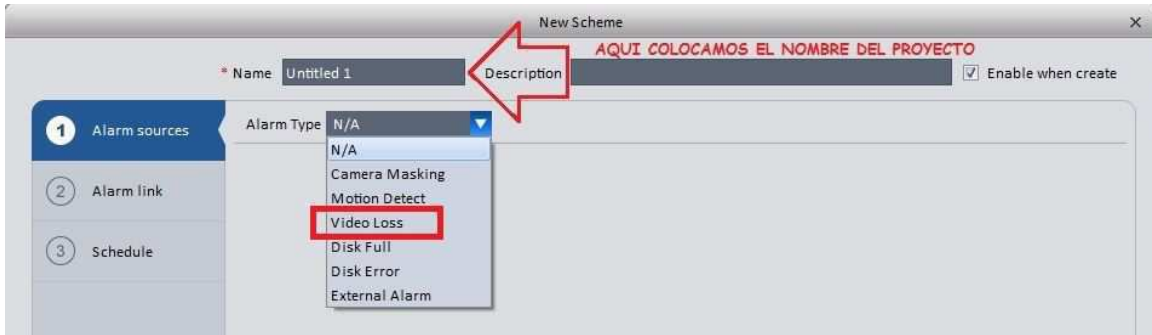 New Scheme
AQUI COLOCAMOS EL NOMBRE DEL PROYECTO
* Name Untitled 1 Description Enable when create
1 Alarm sources Alarm Type N/A
N/A
Camera Masking
Motion Detect
2 Alarm link
Video Loss
Disk Full
3 Schedule
Disk Error
External Alarm